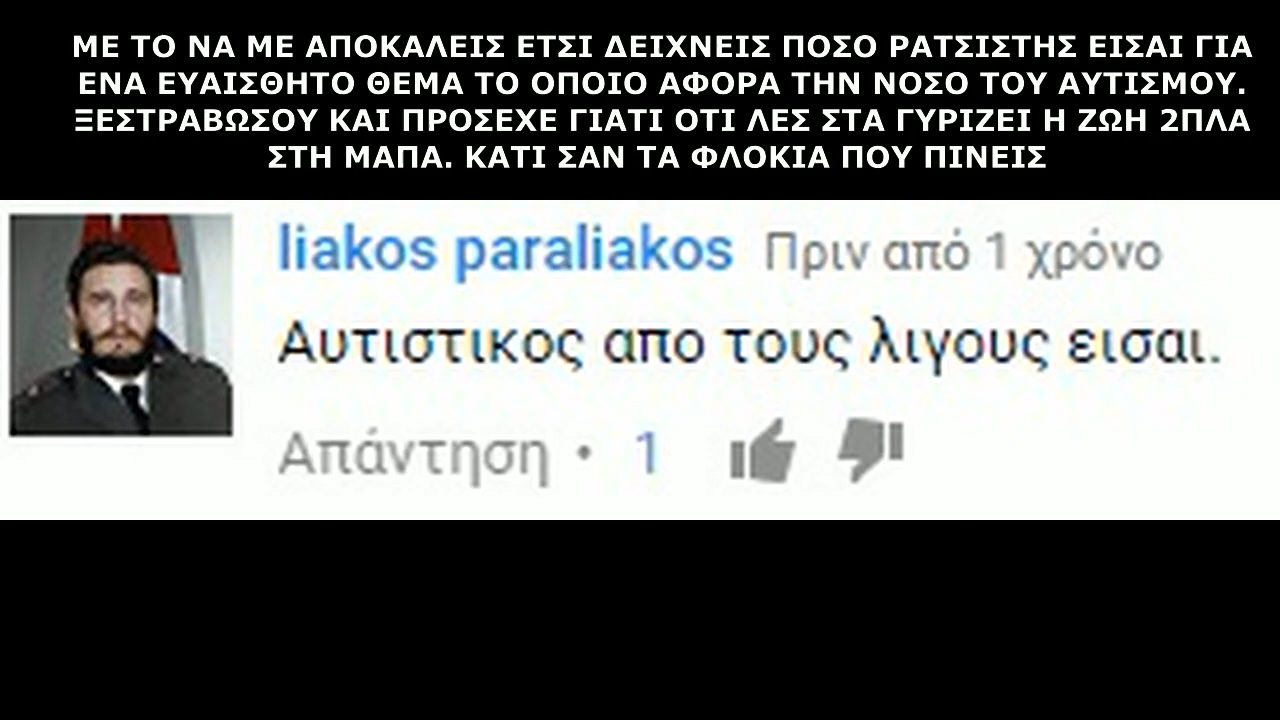 ΜΕ ΤΟ ΝΑ ΜΕ ΑΠΟΚΑΛΕΙΣ ΕΤΣΙ ΔΕΙΧΝΕΙΣ ΠΟΣΟ ΡΑΤΣΙΣΤΗΣ ΕΙΣΑΙ ΓΙΑ
ΕΝΑ ΕΥΑΙΣΘΗΤΟ ΘΕΜΑ ΤΟ ΟΠΟΙΟ ΑΦΟΡΑ ΤΗΝ ΝΟΣΟ ΤΟΥ ΑΥΤΙΣΜΟΥ.
ΞΕΣΤΡΑΒΩΣΟΥ ΚΑΙ ΠΡΟΣΕΧΕ ΓΙΑΤΙ ΟΤΙ ΛΕΣ ΣΤΑ ΓΥΡΙΖΕΙ Η ΖΩΗ 2ΠΛΑ
ΣΤΗ ΜΑΠΑ. ΚΑΤΙ ΣΑΝ ΤΑ ΦΛΟΚΙΑ ΠΟΥ ΠΙΝΕΙΣ
liakos paraliakos Πριν από 1 χρόνο
Αυτιστικος απο τους λιγους εισαι.
Απάντηση • 1